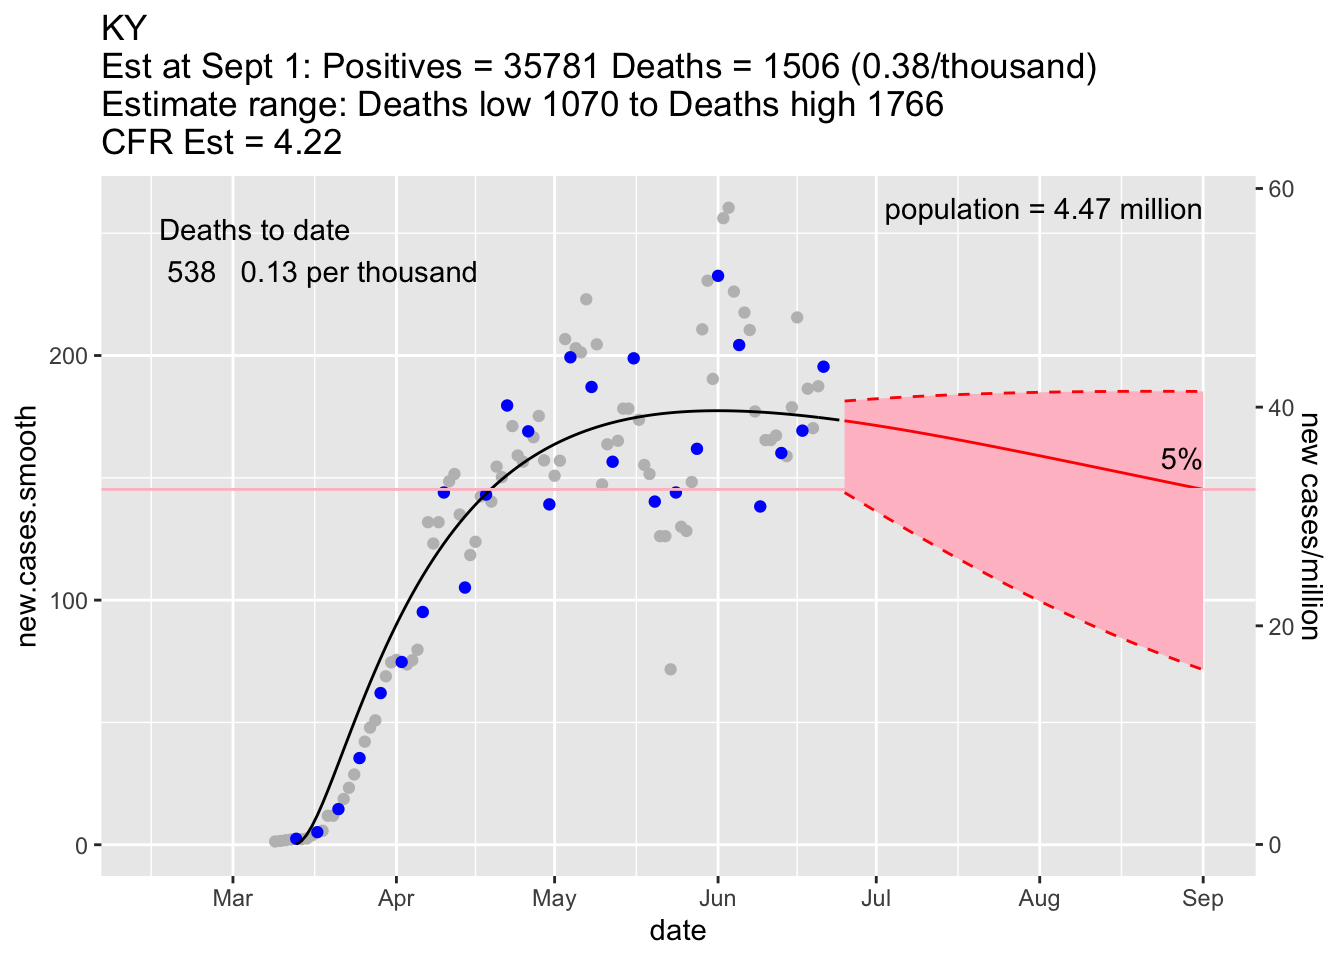 KY
Est at Sept 1: Positives = 35781 Deaths = 1506 (0.38/thousand)
Estimate range: Deaths low 1070 to Deaths high 1766
CFR Est = 4.22
Deaths to date
538 0.13 per thousand
population = 4.47 million
5%
new.cases.smooth
200
100
0
60
40
20
0
new cases/million
Mar Apr May Jun Jul Aug Sep
date